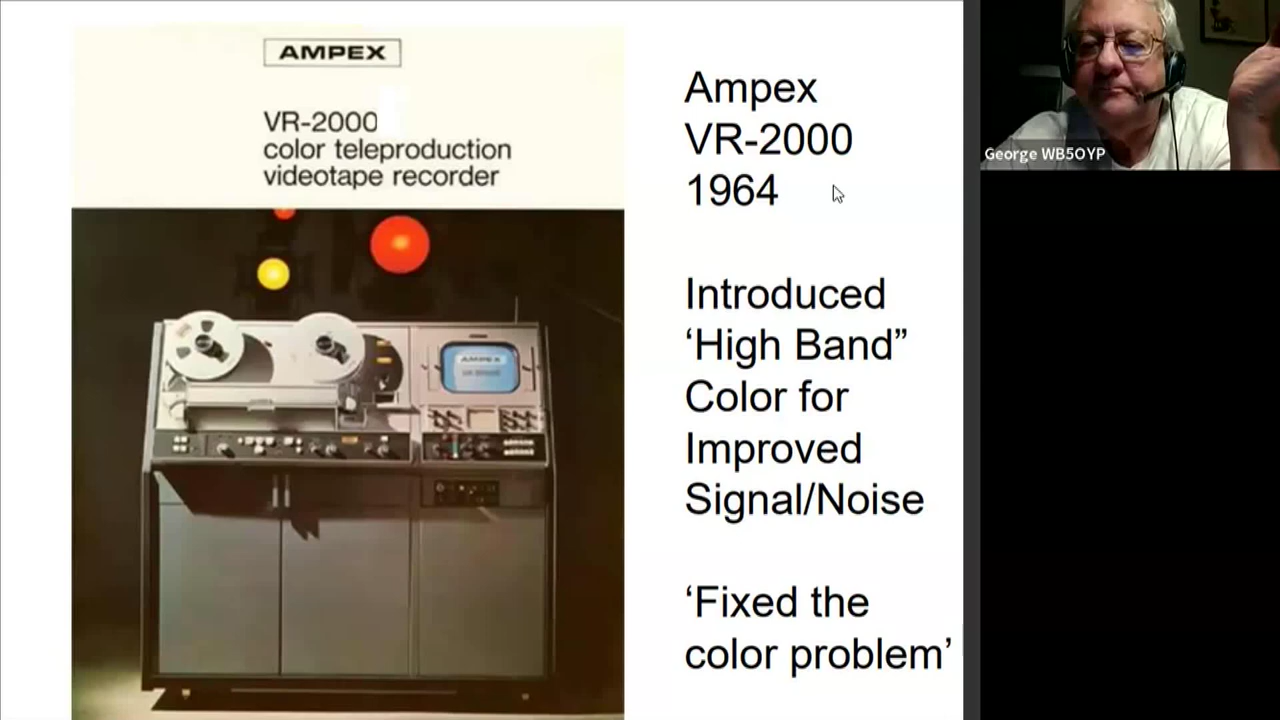 AMPEX
VR-2000
color teleproduction
videotape recorder
AMPEX
Ampex
VR-2000
1964
Introduced
‘High Band”
Color for
Improved
Signal/Noise
‘Fixed the
color problem’
George WB5OYP